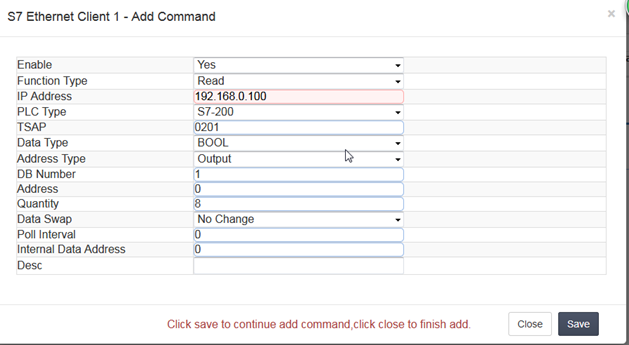 S7 Ethernet Client 1 - Add Command
×
Enable Yes
Function Type Read
IP Address 192.168.0.100
PLC Type S7-200
TSAP 0201
Data Type BOOL
Address Type Output
DB Number 1
Address 0
Quantity 8
Data Swap No Change
Poll Interval 0
Internal Data Address 0
Desc
Click save to continue add command,click close to finish add. Close Save